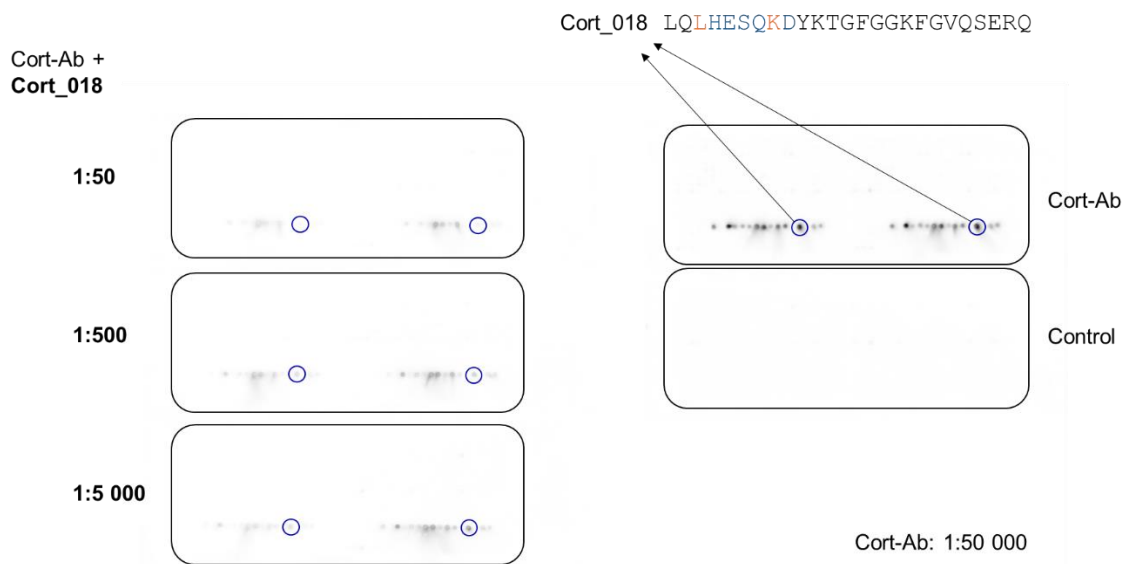 Cort_018 LQLHESQKDYKTGFGGKFGVQSERQ
Cort-Ab +
Cort_018
1:50
Cort-Ab
1:500
Control
1:5 000
Cort-Ab: 1:50 000